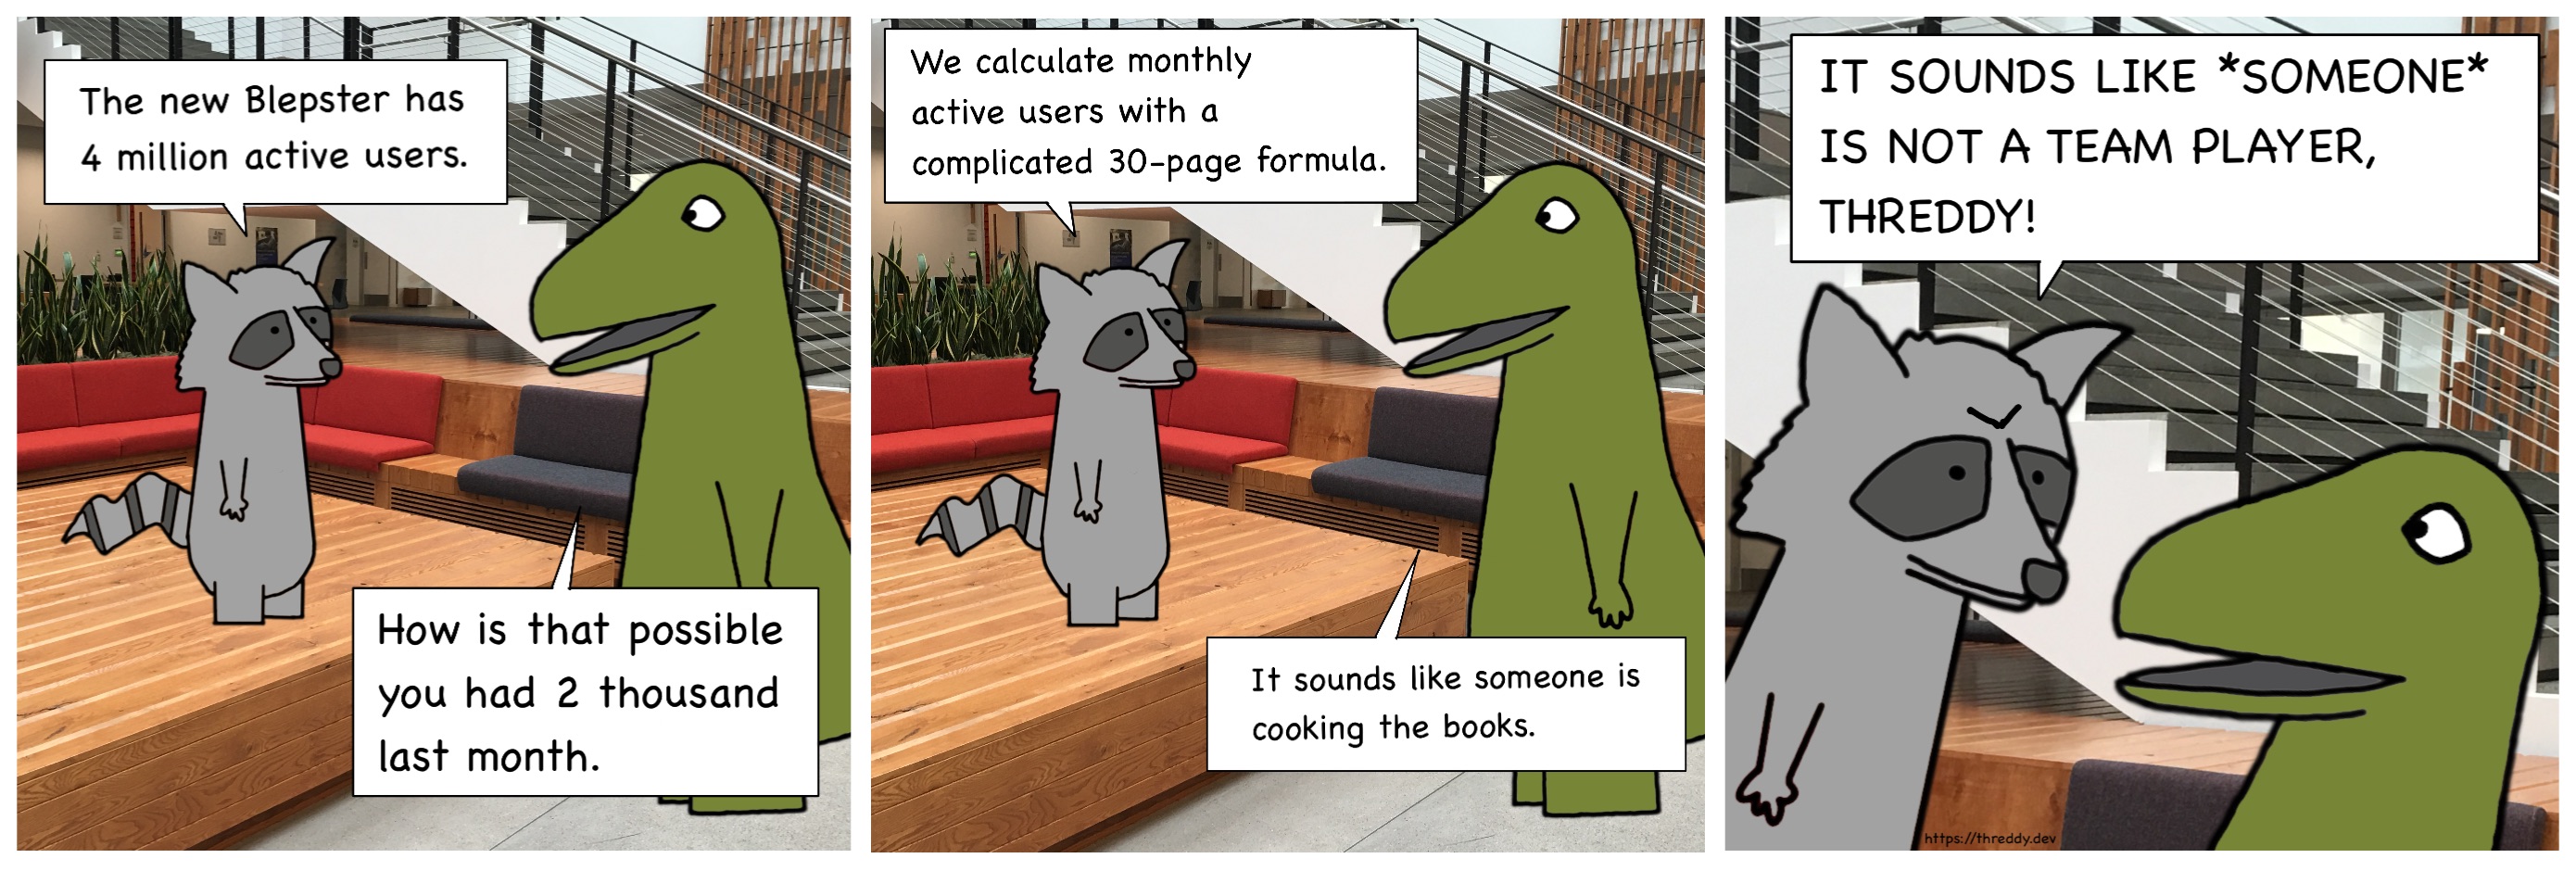 The new Blepster has
4 million active users.
How is that possible
you had 2 thousand
last month.
We calculate monthly
active users with a
complicated 30-page formula.
It sounds like someone is
cooking the books.
IT SOUNDS LIKE *SOMEONE*
IS NOT A TEAM PLAYER,
THREDDY!
https://threddy.dev